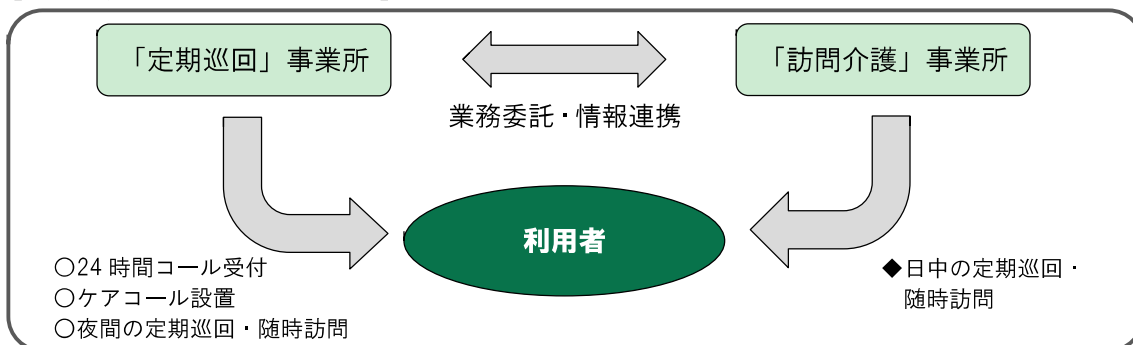 「定期巡回」事業所
「訪問介護」事業所
業務委託・情報連携
利用者
○24 時間コール受付
○ケアコール設置
○夜間の定期巡回・随時訪問
◆日中の定期巡回・
随時訪問